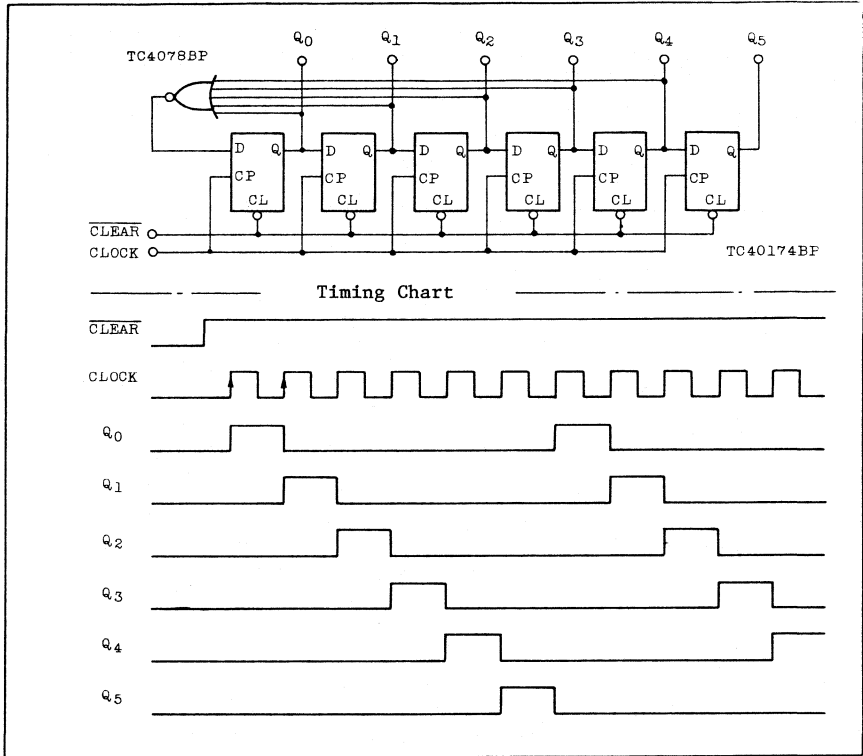 Q0 Q1 Q2 Q3 Q4 Q5
TC4078BP
D Q D Q D Q D Q D Q D Q
CP CP CP CP CP CP
CL CL CL CL CL CL
CLEAR
CLOCK
TC40174BP
Timing Chart
CLEAR
CLOCK
Q0
Q1
Q2
Q3
Q4
Q5